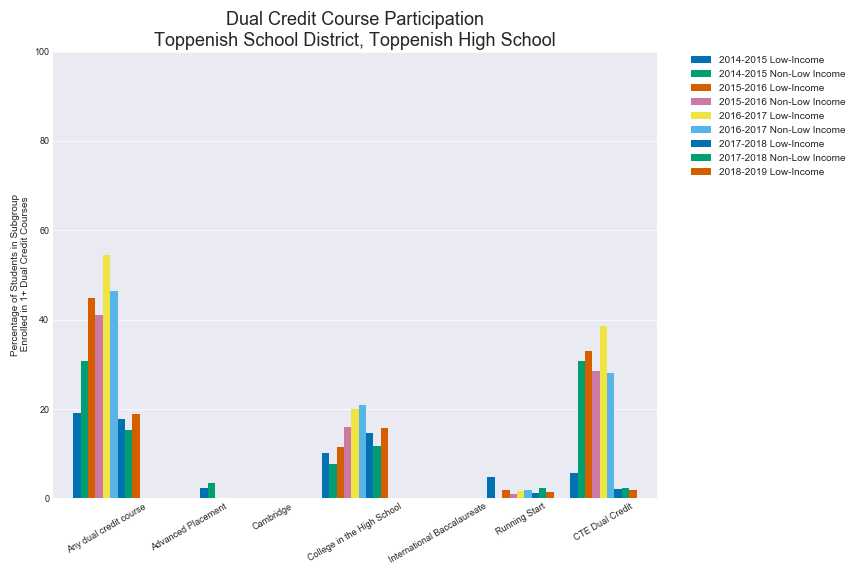 Dual Credit Course Participation
Toppenish School District, Toppenish High School
Percentage of Students in Subgroup
Enrolled in 1+ Dual Credit Courses
100
80
60
40
20
0
Any dual credit course
Advanced Placement
Cambridge
College in the High School
International Baccalaureate
Running Start
CTE Dual Credit
2014-2015 Low-Income
2014-2015 Non-Low Income
2015-2016 Low-Income
2015-2016 Non-Low Income
2016-2017 Low-Income
2016-2017 Non-Low Income
2017-2018 Low-Income
2017-2018 Non-Low Income
2018-2019 Low-Income